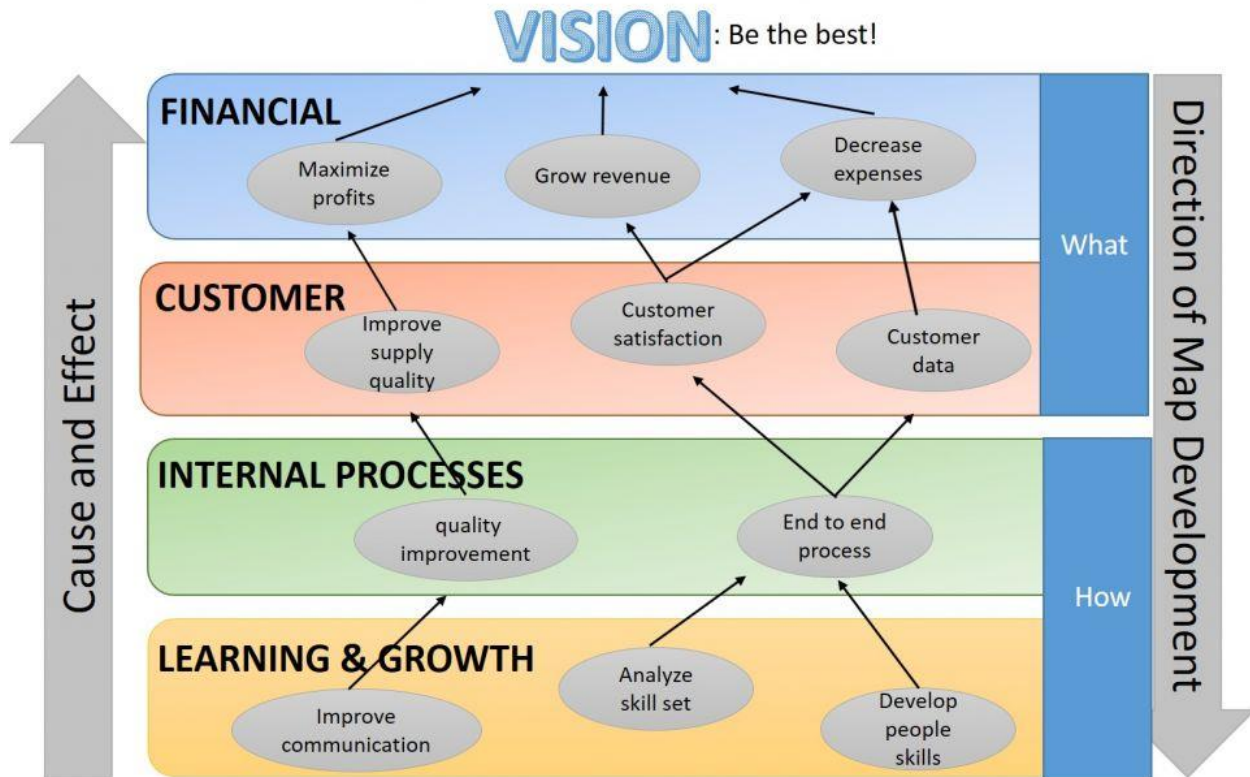 VISION: Be the best!
FINANCIAL
Maximize
profits
Grow revenue
Decrease
expenses
CUSTOMER
Improve
supply
quality
Customer
satisfaction
Customer
data
What
INTERNAL PROCESSES
quality
improvement
End to end
process
LEARNING & GROWTH
Improve
communication
Analyze
skill set
Develop
people
skills
How
Cause and Effect
Direction of Map Development